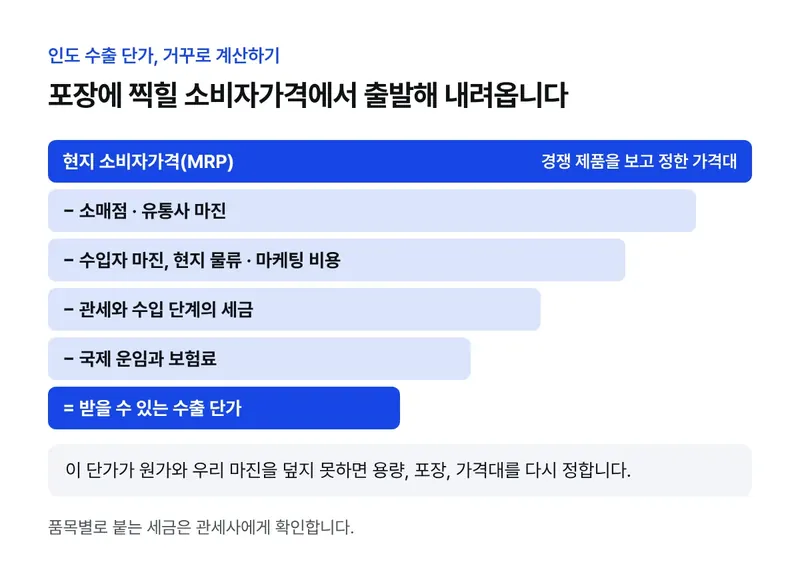 인도 수출 단가, 거꾸로 계산하기
포장에 찍힐 소비자가격에서 출발해 내려옵니다
현지 소비자가격(MRP) 경쟁 제품을 보고 정한 가격대
− 소매점 · 유통사 마진
− 수입자 마진, 현지 물류 · 마케팅 비용
− 관세와 수입 단계의 세금
− 국제 운임과 보험료
= 받을 수 있는 수출 단가
이 단가가 원가와 우리 마진을 덮지 못하면 용량, 포장, 가격대를 다시 정합니다.
품목별로 붙는 세금은 관세사에게 확인합니다.